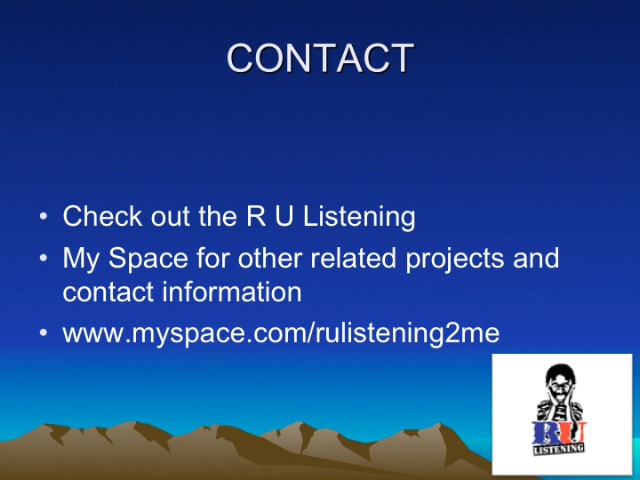 CONTACT
• Check out the R U Listening
• My Space for other related projects and
contact information
• www.myspace.com/rulistening2me
RU
LISTENING